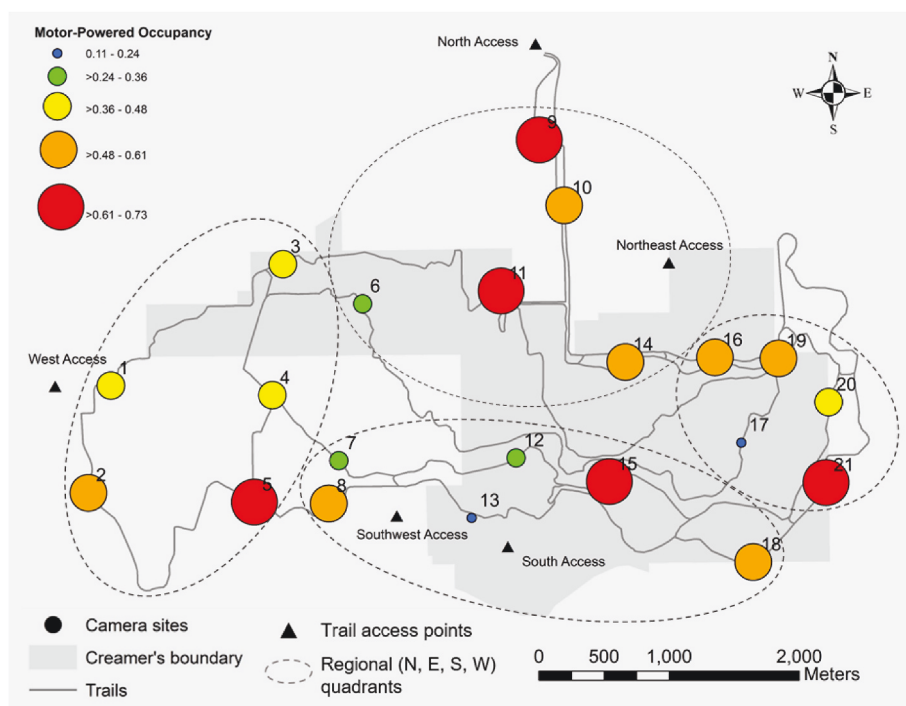 Motor-Powered Occupancy
0.11 - 0.24
>0.24 - 0.36
>0.36 - 0.48
>0.48 - 0.61
>0.61 - 0.73
North Access
N
W E
S
9
10
Northeast Access
3
6
11
West Access
1
4
14
16
19
20
17
2
5
7
8
12
13
15
21
Southwest Access
South Access
18
Camera sites
Creamer's boundary
Trails
Trail access points
Regional (N, E, S, W)
quadrants
0 500 1,000 2,000
Meters